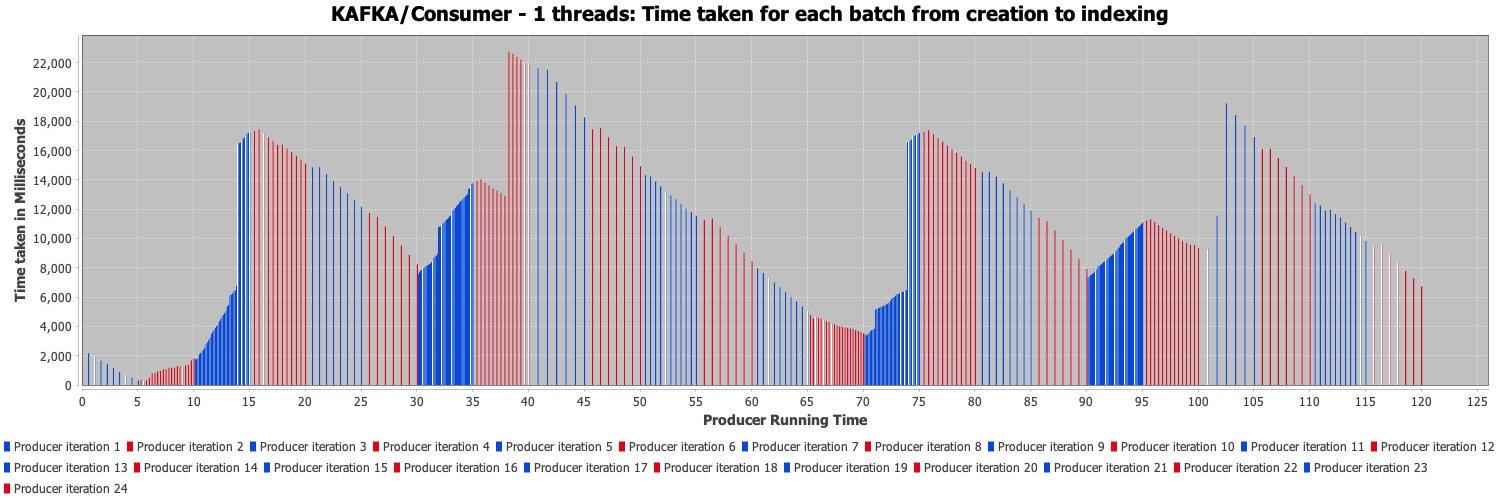 KAFKA/Consumer - 1 threads: Time taken for each batch from creation to indexing
Time taken in Milliseconds
22,000
20,000
18,000
16,000
14,000
12,000
10,000
8,000
6,000
4,000
2,000
0
0 5 10 15 20 25 30 35 40 45 50 55 60 65 70 75 80 85 90 95 100 105 110 115 120 125
Producer Running Time
Producer iteration 1 Producer iteration 2 Producer iteration 3 Producer iteration 4 Producer iteration 5 Producer iteration 6 Producer iteration 7 Producer iteration 8 Producer iteration 9 Producer iteration 10 Producer iteration 11 Producer iteration 12
Producer iteration 13 Producer iteration 14 Producer iteration 15 Producer iteration 16 Producer iteration 17 Producer iteration 18 Producer iteration 19 Producer iteration 20 Producer iteration 21 Producer iteration 22 Producer iteration 23
Producer iteration 24